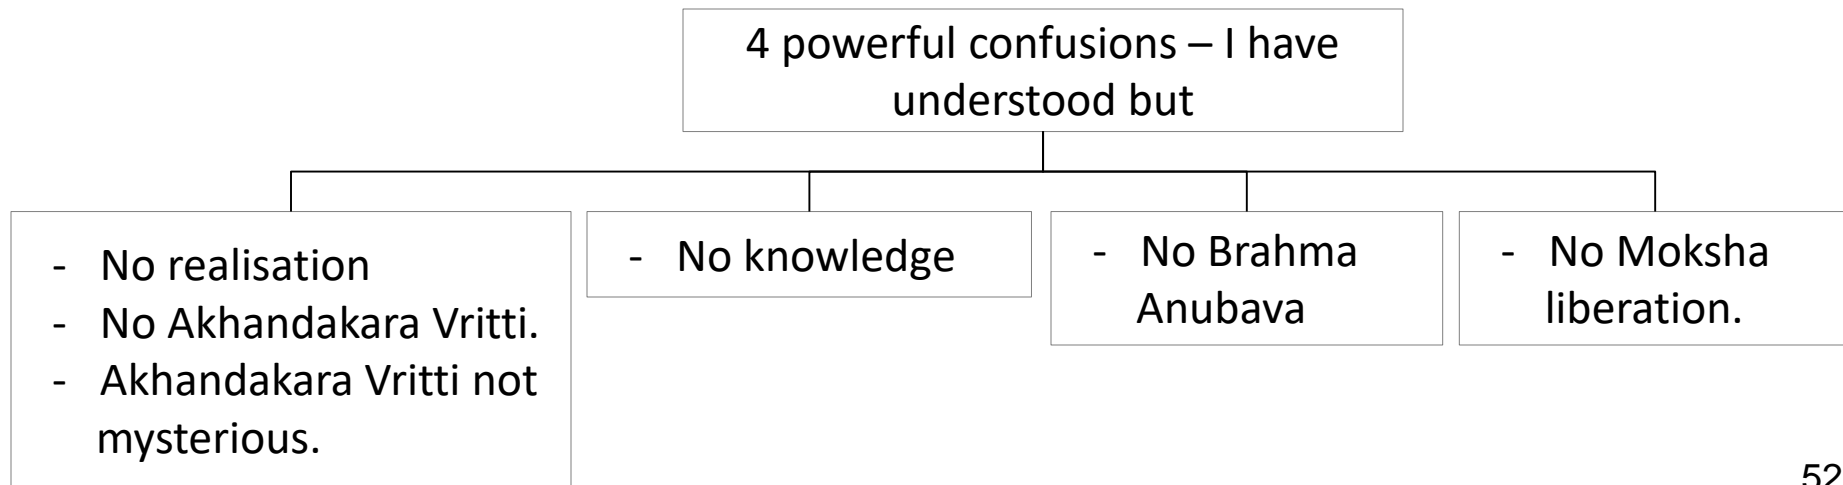 4 powerful confusions – I have
understood but
- No realisation
- No Akhandakara Vritti.
- Akhandakara Vritti not
mysterious.
- No knowledge
- No Brahma
Anubava
- No Moksha
liberation.
52